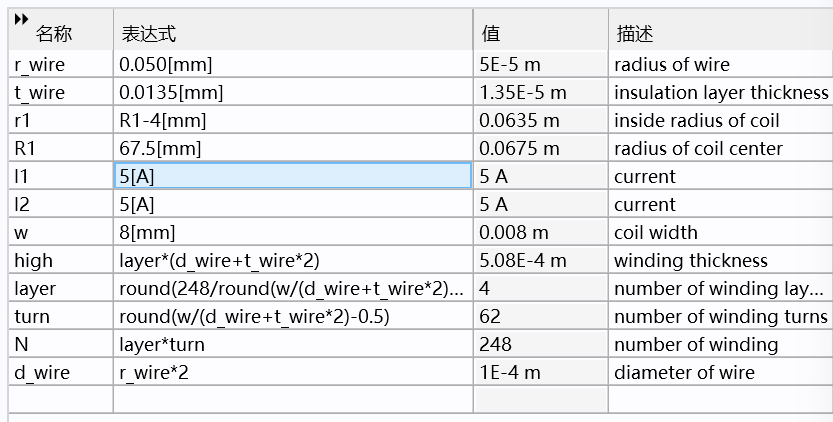 名称 表达式 值 描述
r_wire 0.050[mm] 5E-5 m radius of wire
t_wire 0.0135[mm] 1.35E-5 m insulation layer thickness
r1 R1-4[mm] 0.0635 m inside radius of coil
R1 67.5[mm] 0.0675 m radius of coil center
I1 5[A] 5 A current
I2 5[A] 5 A current
w 8[mm] 0.008 m coil width
high layer*(d_wire+t_wire*2) 5.08E-4 m winding thickness
layer round(248/round(w/(d_wire+t_wire*2)... 4 number of winding lay...
turn round(w/(d_wire+t_wire*2)-0.5) 62 number of winding turns
N layer*turn 248 number of winding
d_wire r_wire*2 1E-4 m diameter of wire